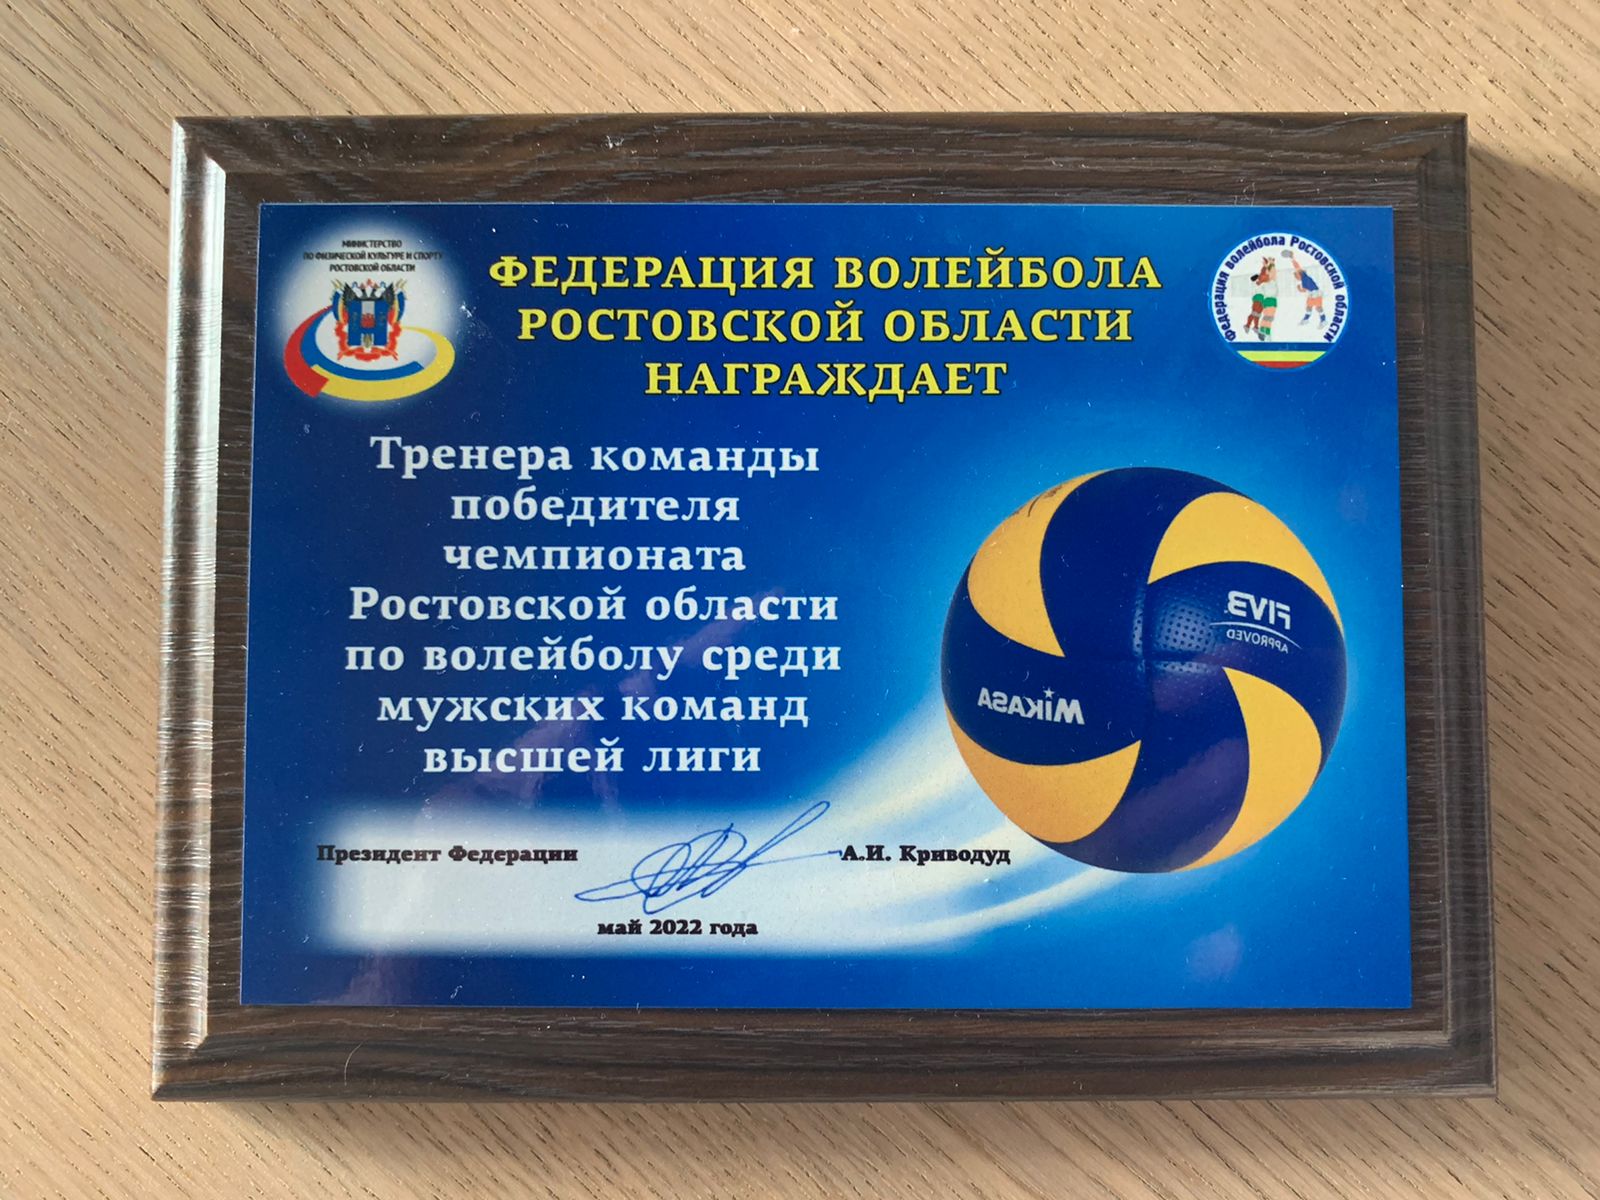 МИНИСТЕРСТВО
ПО ФИЗИЧЕСКОЙ КУЛЬТУРЕ И СПОРТУ
РОСТОВСКОЙ ОБЛАСТИ
ФЕДЕРАЦИЯ ВОЛЕЙБОЛА
РОСТОВСКОЙ ОБЛАСТИ
НАГРАЖДАЕТ
Федерация волейбола Ростовской области
Тренера команды
победителя
чемпионата
Ростовской области
по волейболу среди
мужских команд
высшей лиги
FIVB
APPROVED
MIKASA
Президент Федерации А.И. Криводуд
май 2022 года